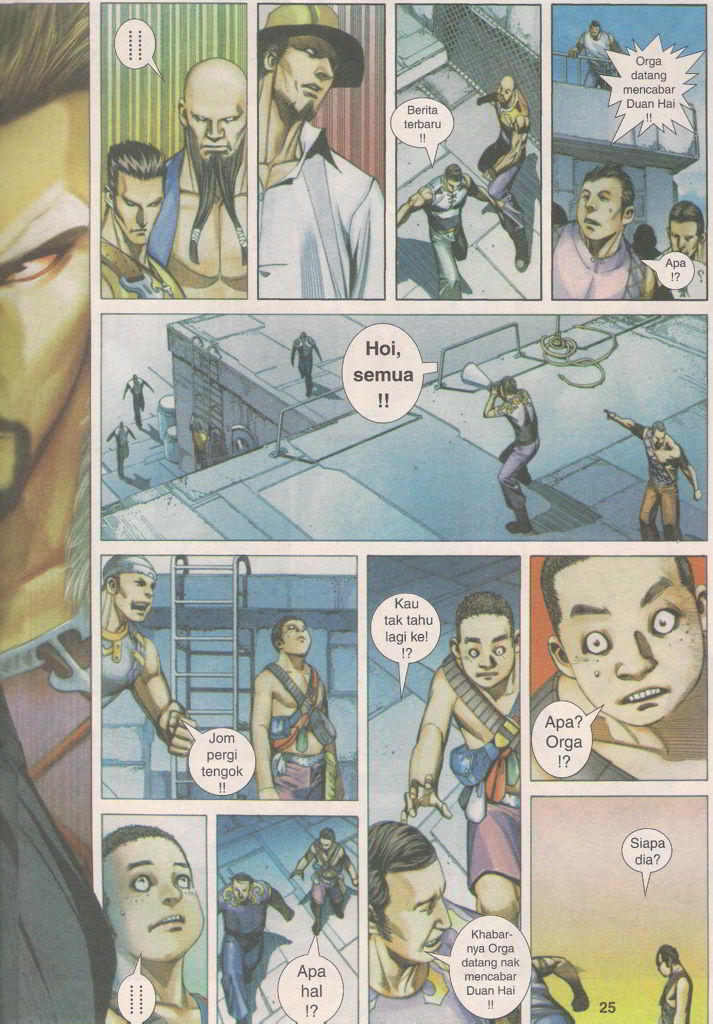 Berita
terbaru
!!
Orga
datang
mencabar
Duan Hai
!!
Apa
!?
Hoi,
semua
!!
Jom
pergi
tengok
!!
Apa
hal
!?
Kau
tak tahu
lagi ke!
!?
Khabar-
nya Orga
datang nak
mencabar
Duan Hai
!!
Apa?
Orga
!?
Siapa
dia?
25